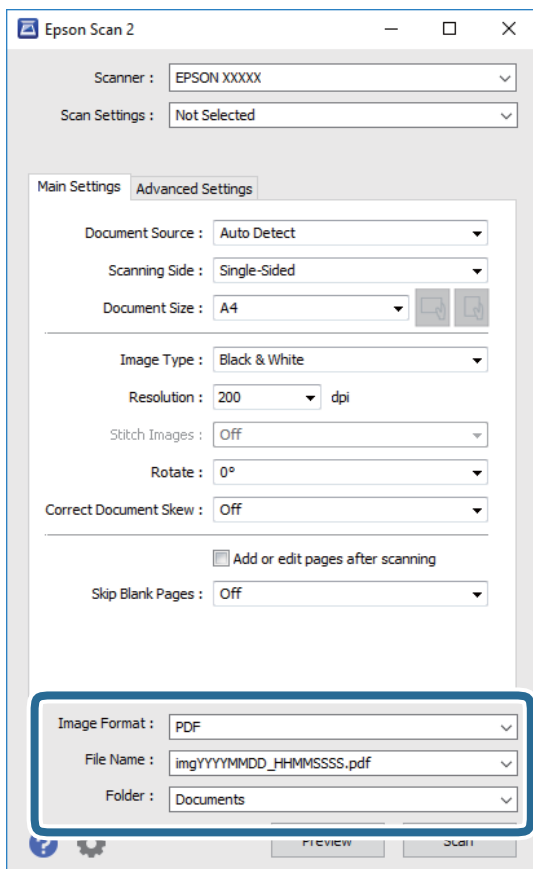 Epson Scan 2
Scanner : EPSON XXXXX
Scan Settings : Not Selected
Main Settings Advanced Settings
Document Source : Auto Detect
Scanning Side : Single-Sided
Document Size : A4
Image Type : Black & White
Resolution : 200 dpi
Stitch Images : Off
Rotate : 0°
Correct Document Skew : Off
Add or edit pages after scanning
Skip Blank Pages : Off
Image Format : PDF
File Name : imgYYYYMMDD_HHMMSSSS.pdf
Folder : Documents
? Preview Scan